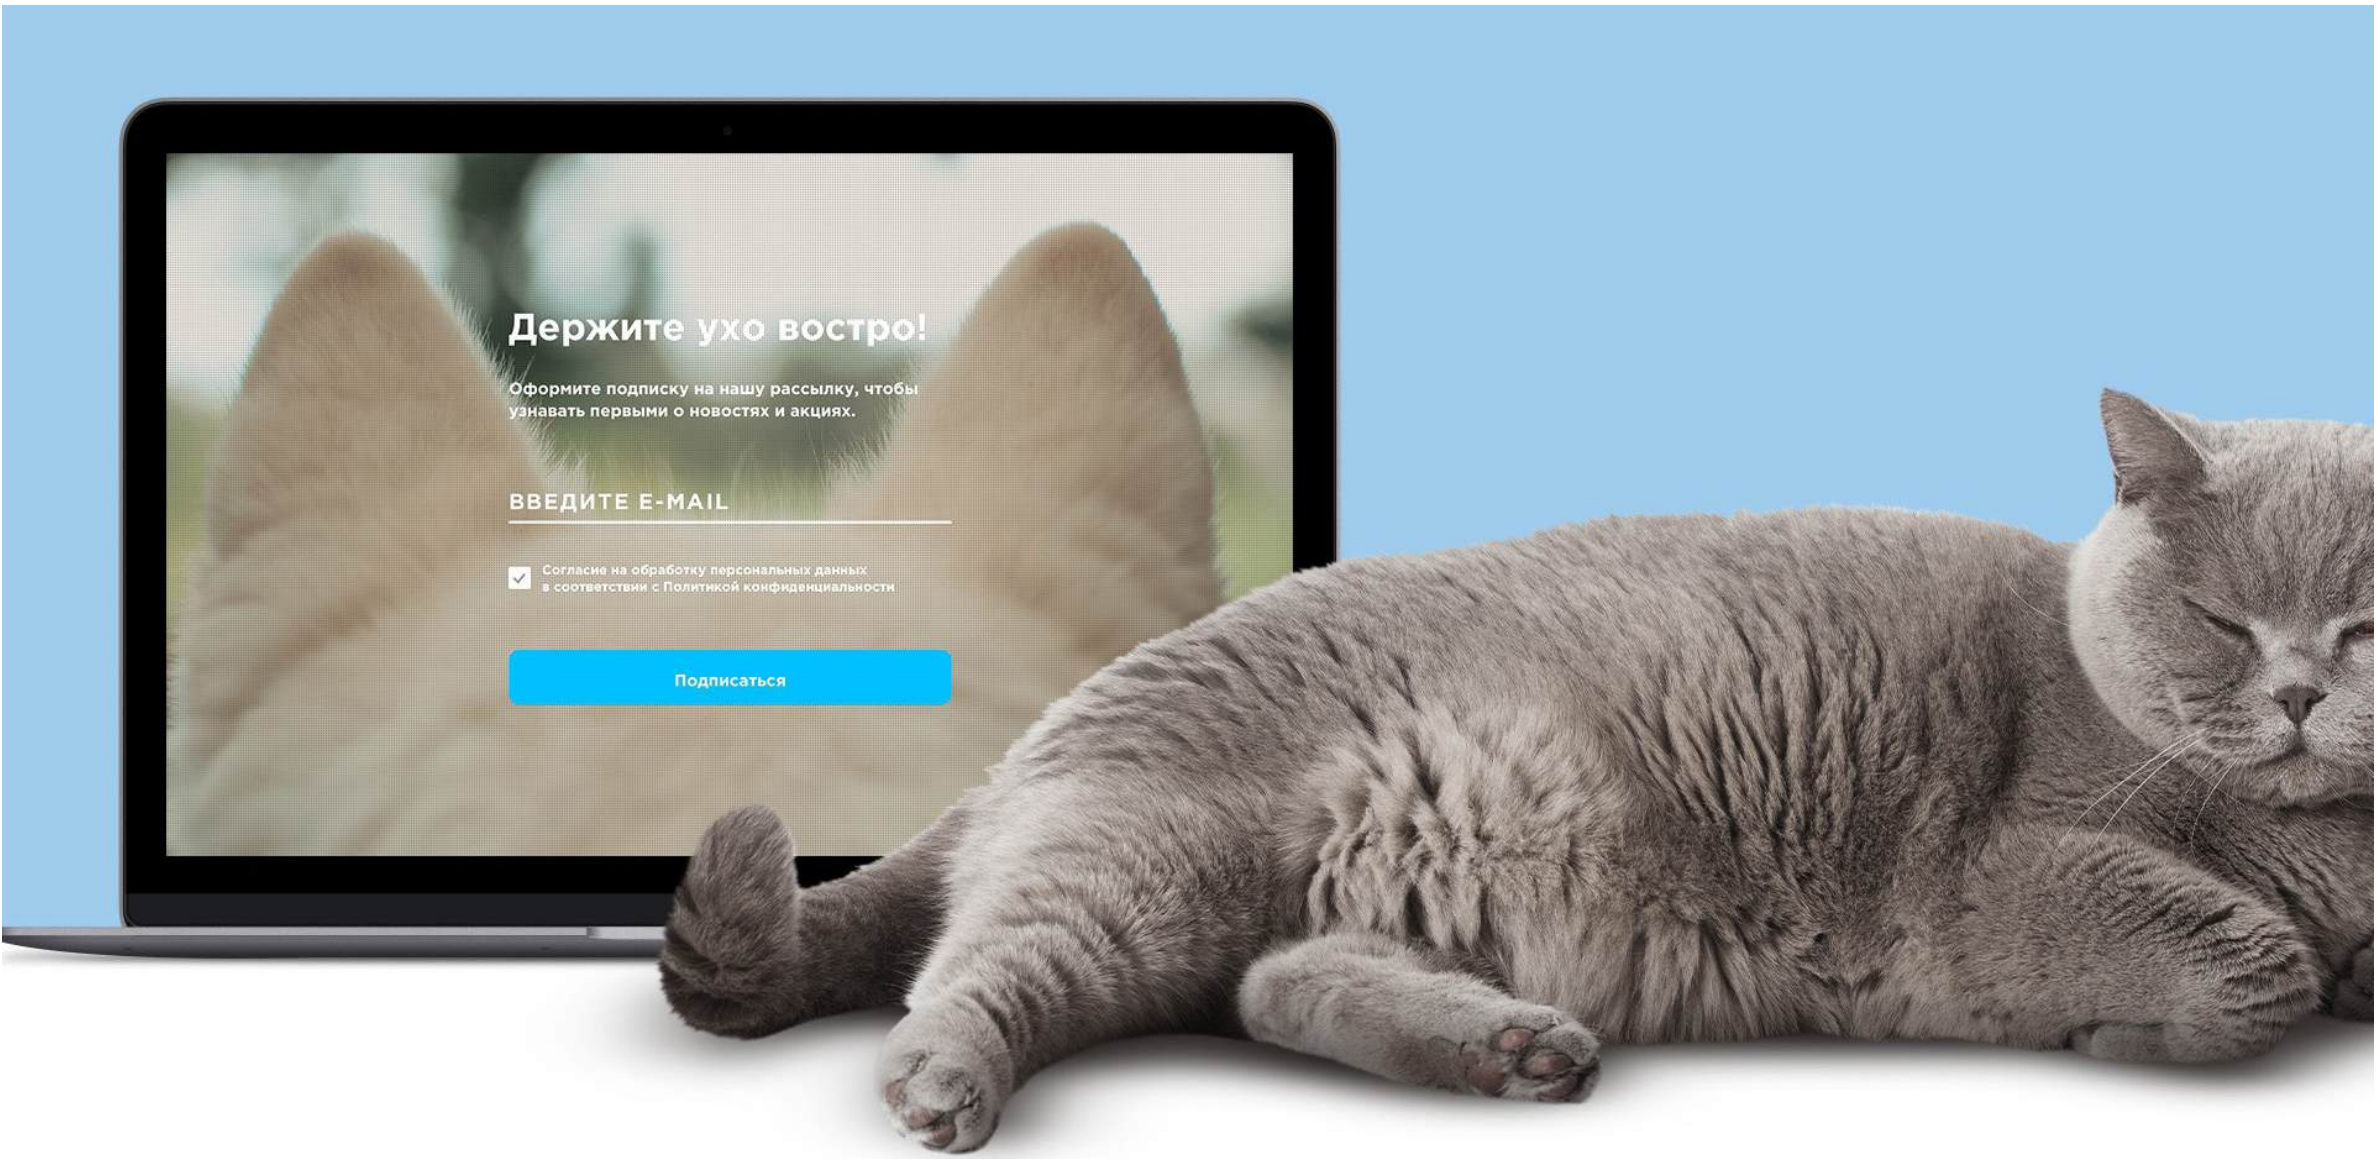 Держите ухо востро!
Оформите подписку на нашу рассылку, чтобы
узнавать первыми о новостях и акциях.
ВВЕДИТЕ E-MAIL
Согласие на обработку персональных данных
в соответствии с Политикой конфиденциальности
Подписаться